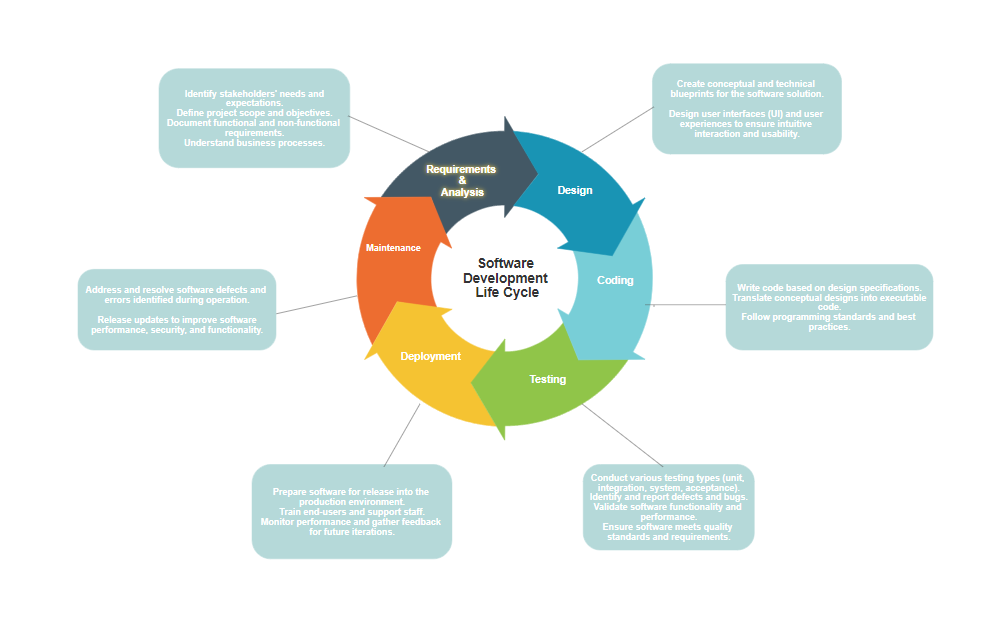 Software
Development
Life Cycle
Requirements
&
Analysis
Identify stakeholders' needs and
expectations.
Define project scope and objectives.
Document functional and non-functional
requirements.
Understand business processes.
Design
Create conceptual and technical
blueprints for the software solution.
Design user interfaces (UI) and user
experiences to ensure intuitive
interaction and usability.
Coding
Write code based on design specifications.
Translate conceptual designs into executable
code.
Follow programming standards and best
practices.
Testing
Conduct various testing types (unit,
integration, system, acceptance).
Identify and report defects and bugs.
Validate software functionality and
performance.
Ensure software meets quality
standards and requirements.
Deployment
Prepare software for release into the
production environment.
Train end-users and support staff.
Monitor performance and gather feedback
for future iterations.
Maintenance
Address and resolve software defects and
errors identified during operation.
Release updates to improve software
performance, security, and functionality.